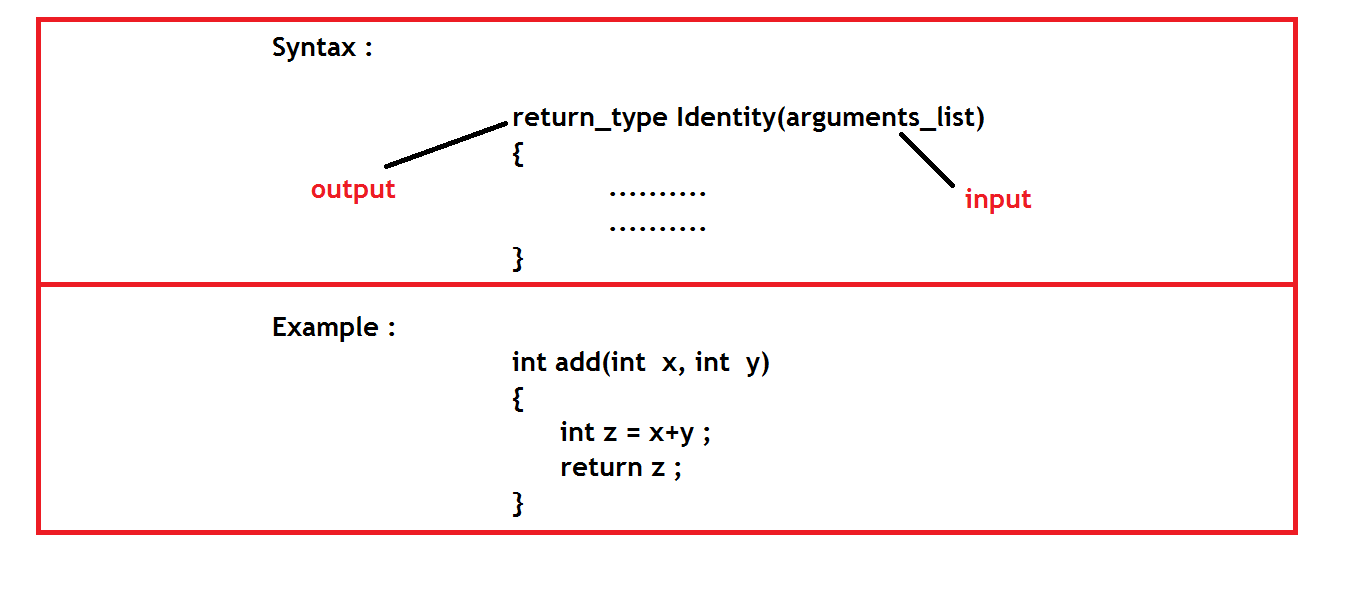 Syntax :
return_type Identity(arguments_list)
{
output
..........
input
..........
}
Example :
int add(int x, int y)
{
int z = x+y ;
return z ;
}